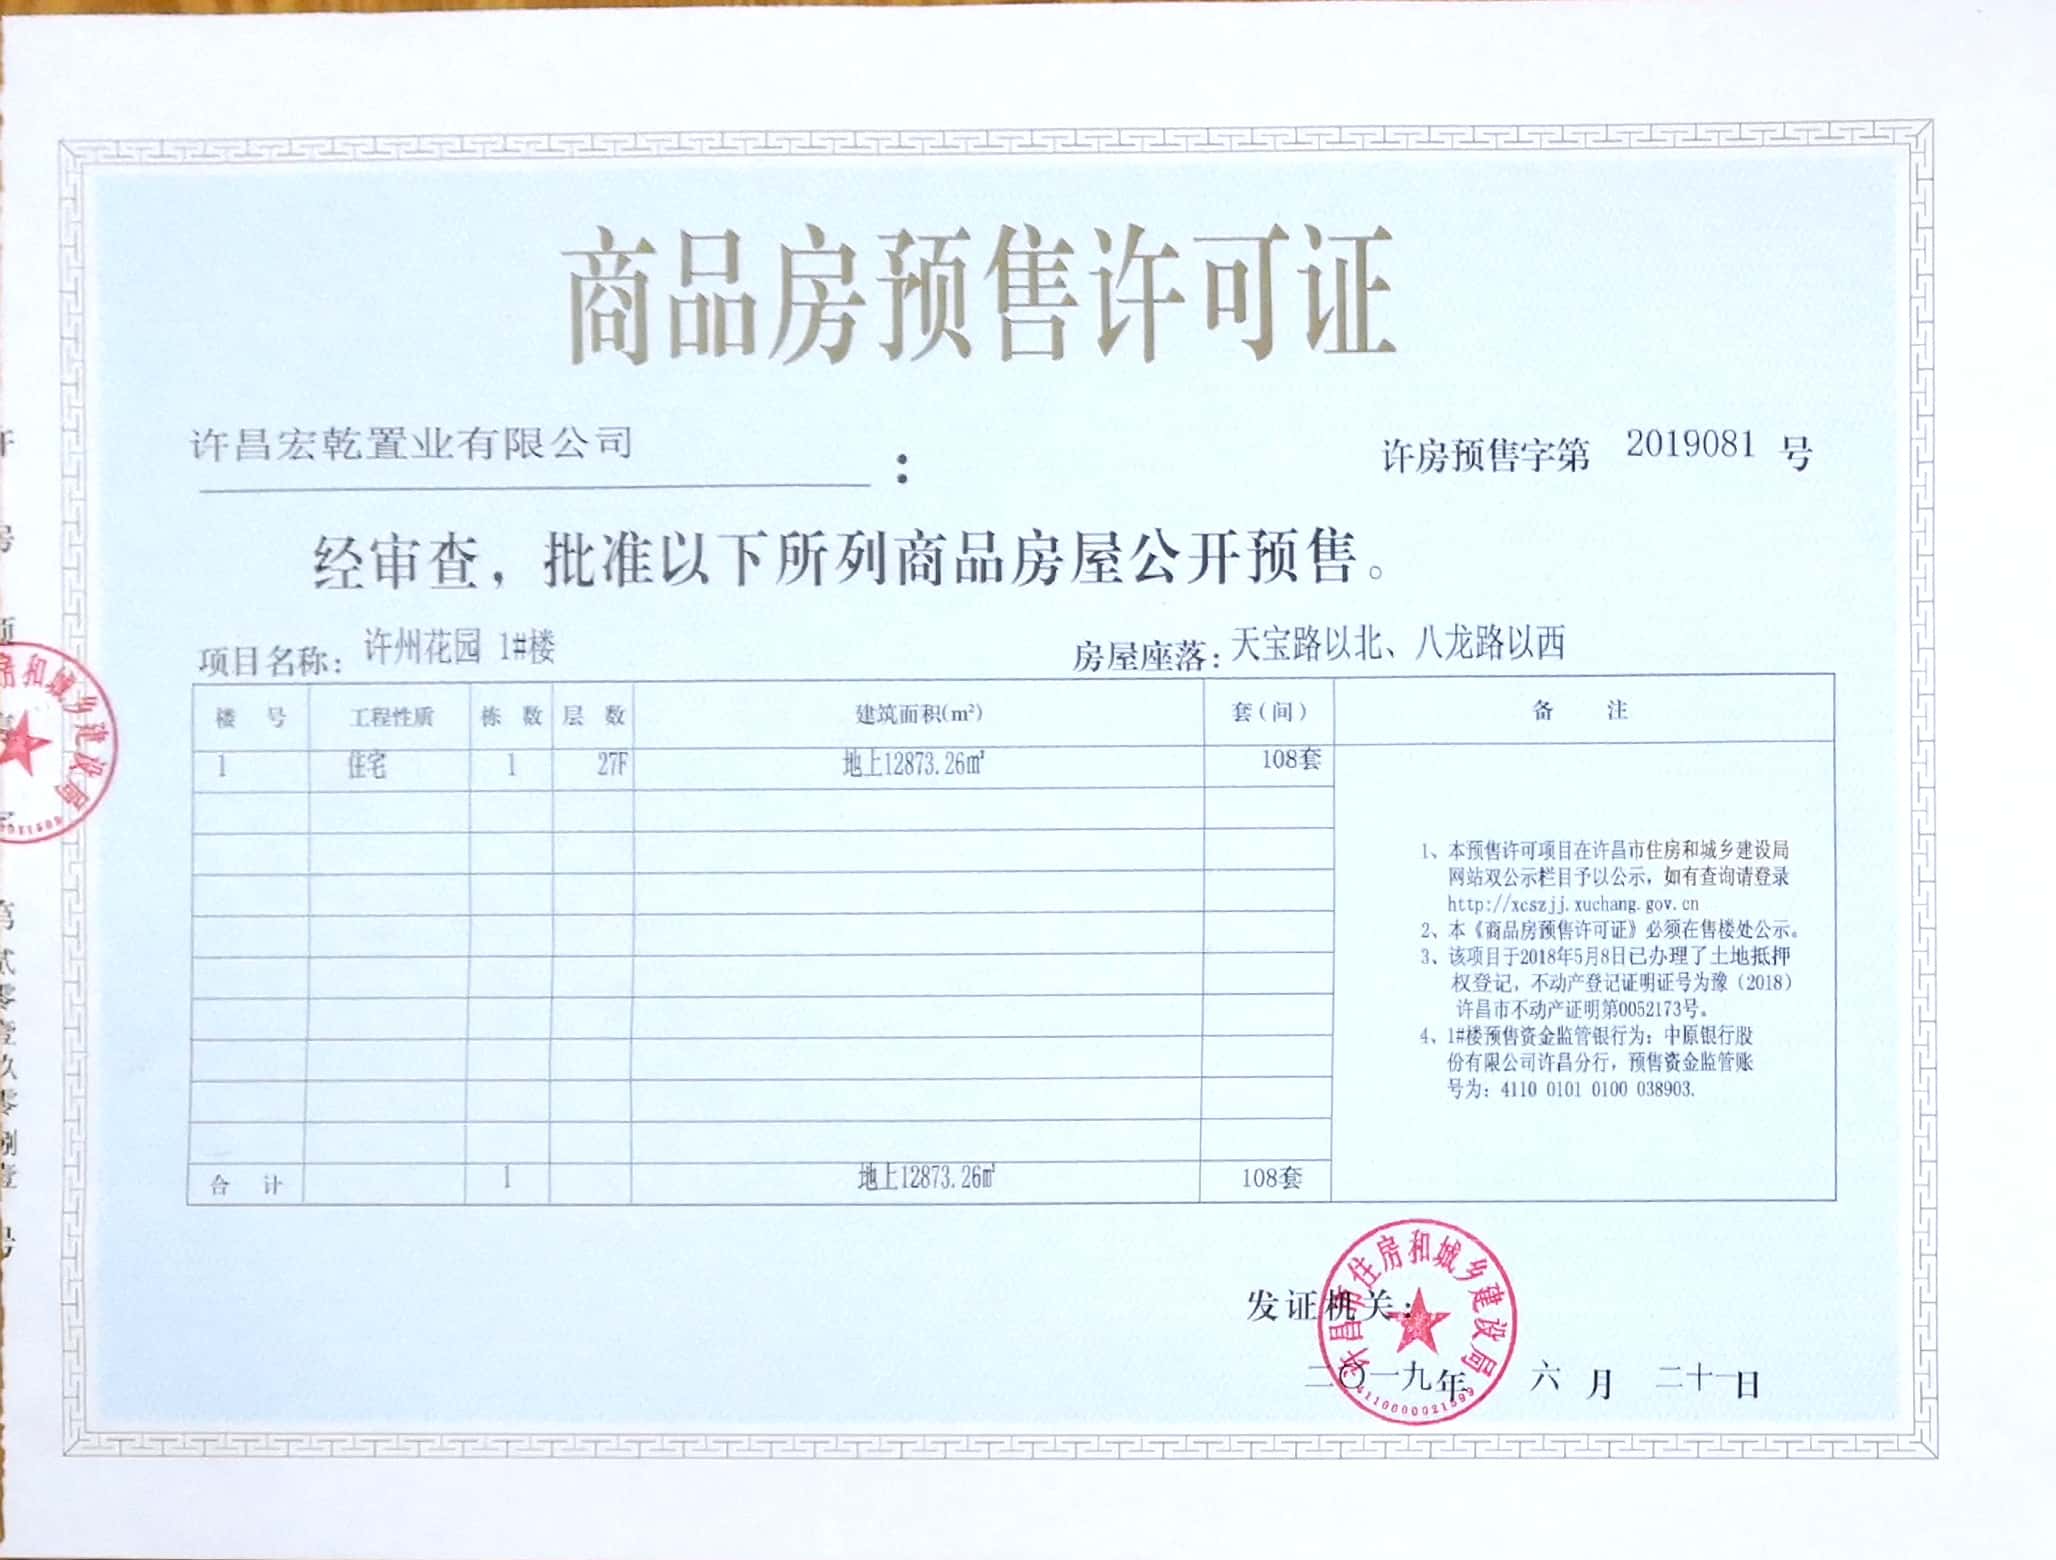 商品房预售许可证
许昌宏乾置业有限公司 :
许房预售字第 2019081 号
经审查，批准以下所列商品房屋公开预售。
项目名称: 许州花园 1#楼
房屋座落: 天宝路以北、八龙路以西
楼 号 工程性质 栋 数 层 数 建筑面积(m²) 套(间) 备 注
1 住宅 1 27F 地上12873.26㎡ 108套
1、本预售许可项目在许昌市住房和城乡建设局
网站双公示栏目予以公示，如有查询请登录
http://xcszjj.xuchang.gov.cn
2、本《商品房预售许可证》必须在售楼处公示。
3、该项目于2018年5月8日已办理了土地抵押
权登记，不动产登记证明证号为豫（2018）
许昌市不动产证明第0052173号。
4、1#楼预售资金监管银行为：中原银行股
份有限公司许昌分行，预售资金监管账
号为：4110 0101 0100 038903.
合 计 1 地上12873.26㎡ 108套
发证机关:
许昌市住房和城乡建设局
二〇一九年 六 月 二十一日
房和城乡建设局